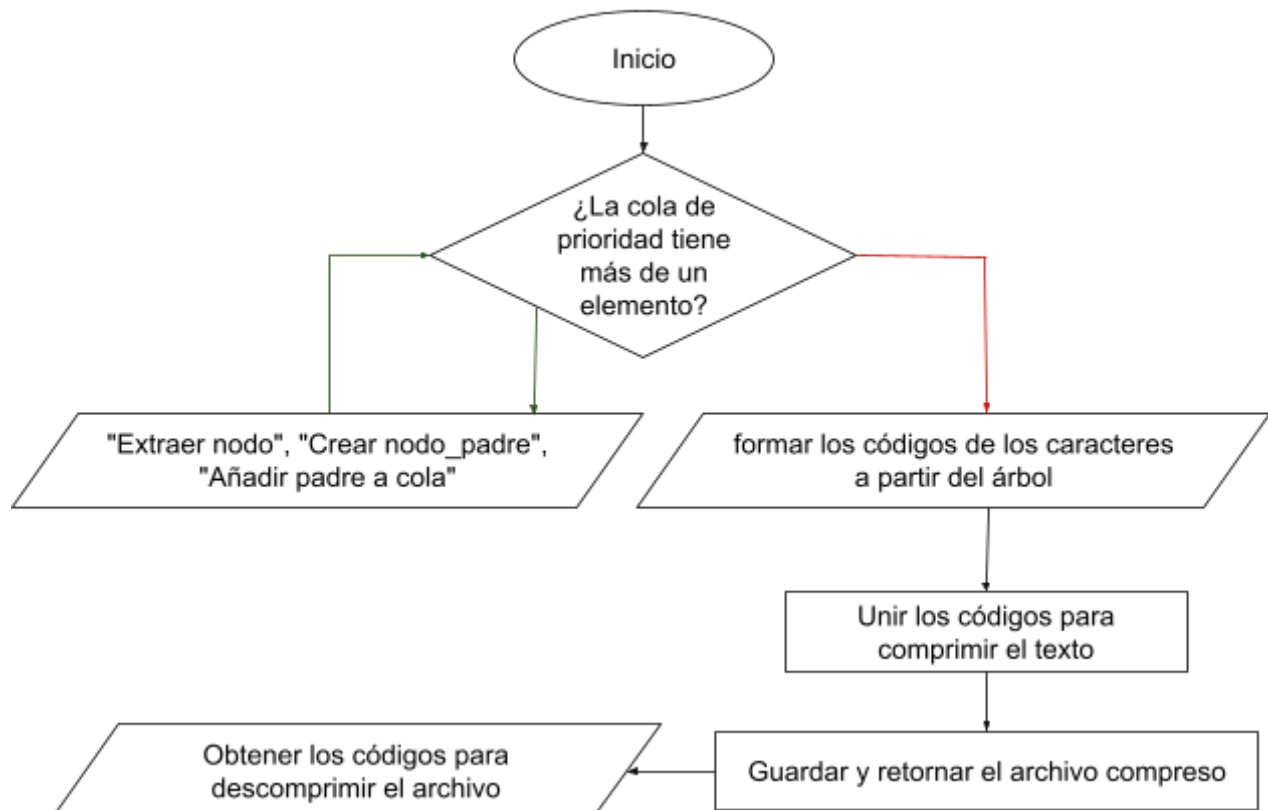 Inicio
¿La cola de
prioridad tiene
más de un
elemento?
"Extraer nodo", "Crear nodo_padre",
"Añadir padre a cola"
formar los códigos de los caracteres
a partir del árbol
Unir los códigos para
comprimir el texto
Guardar y retornar el archivo compreso
Obtener los códigos para
descomprimir el archivo